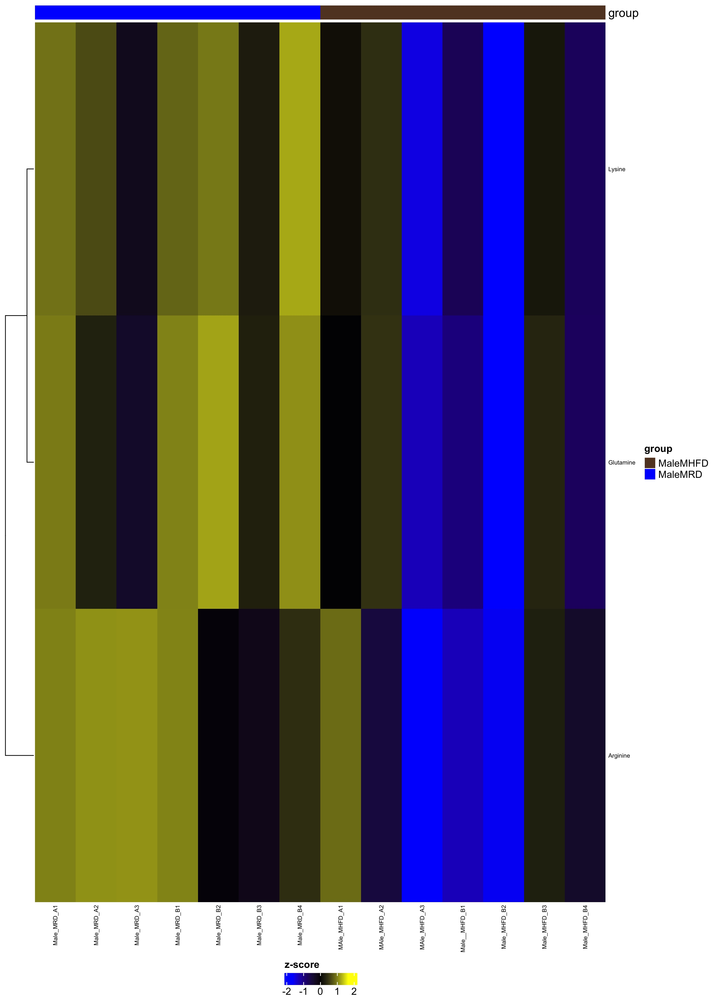 group
Lysine
Glutamine
group
MaleMHFD
MaleMRD
Arginine
Male_MRD_A1
Male_MRD_A2
Male_MRD_A3
Male_MRD_B1
Male_MRD_B2
Male_MRD_B3
Male_MRD_B4
MAle_MHFD_A1
MAle_MHFD_A2
MAle_MHFD_A3
Male__MHFD_B1
Male_MHFD_B2
Male_MHFD_B3
Male_MHFD_B4
z-score
-2 -1 0 1 2